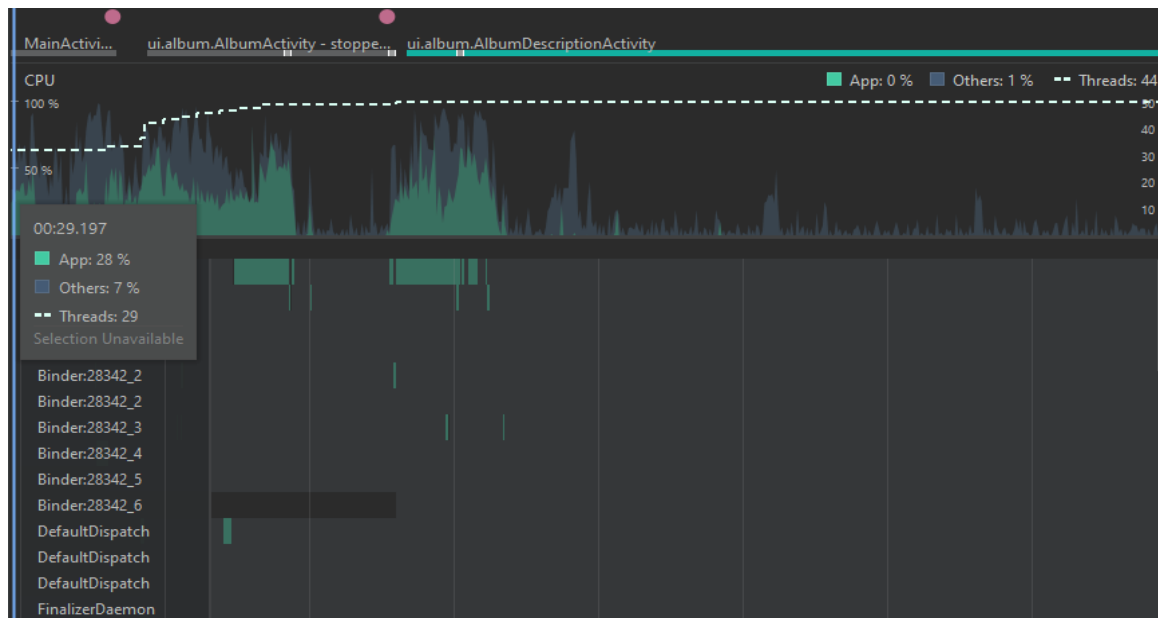 MainActivi... ui.album.AlbumActivity - stoppe... ui.album.AlbumDescriptionActivity
CPU App: 0 % Others: 1 % Threads: 44
100 % 50
40
30
50 % 20
10
00:29.197
App: 28 %
Others: 7 %
Threads: 29
Selection Unavailable
Binder:28342_2
Binder:28342_2
Binder:28342_3
Binder:28342_4
Binder:28342_5
Binder:28342_6
DefaultDispatch
DefaultDispatch
DefaultDispatch
FinalizerDaemon